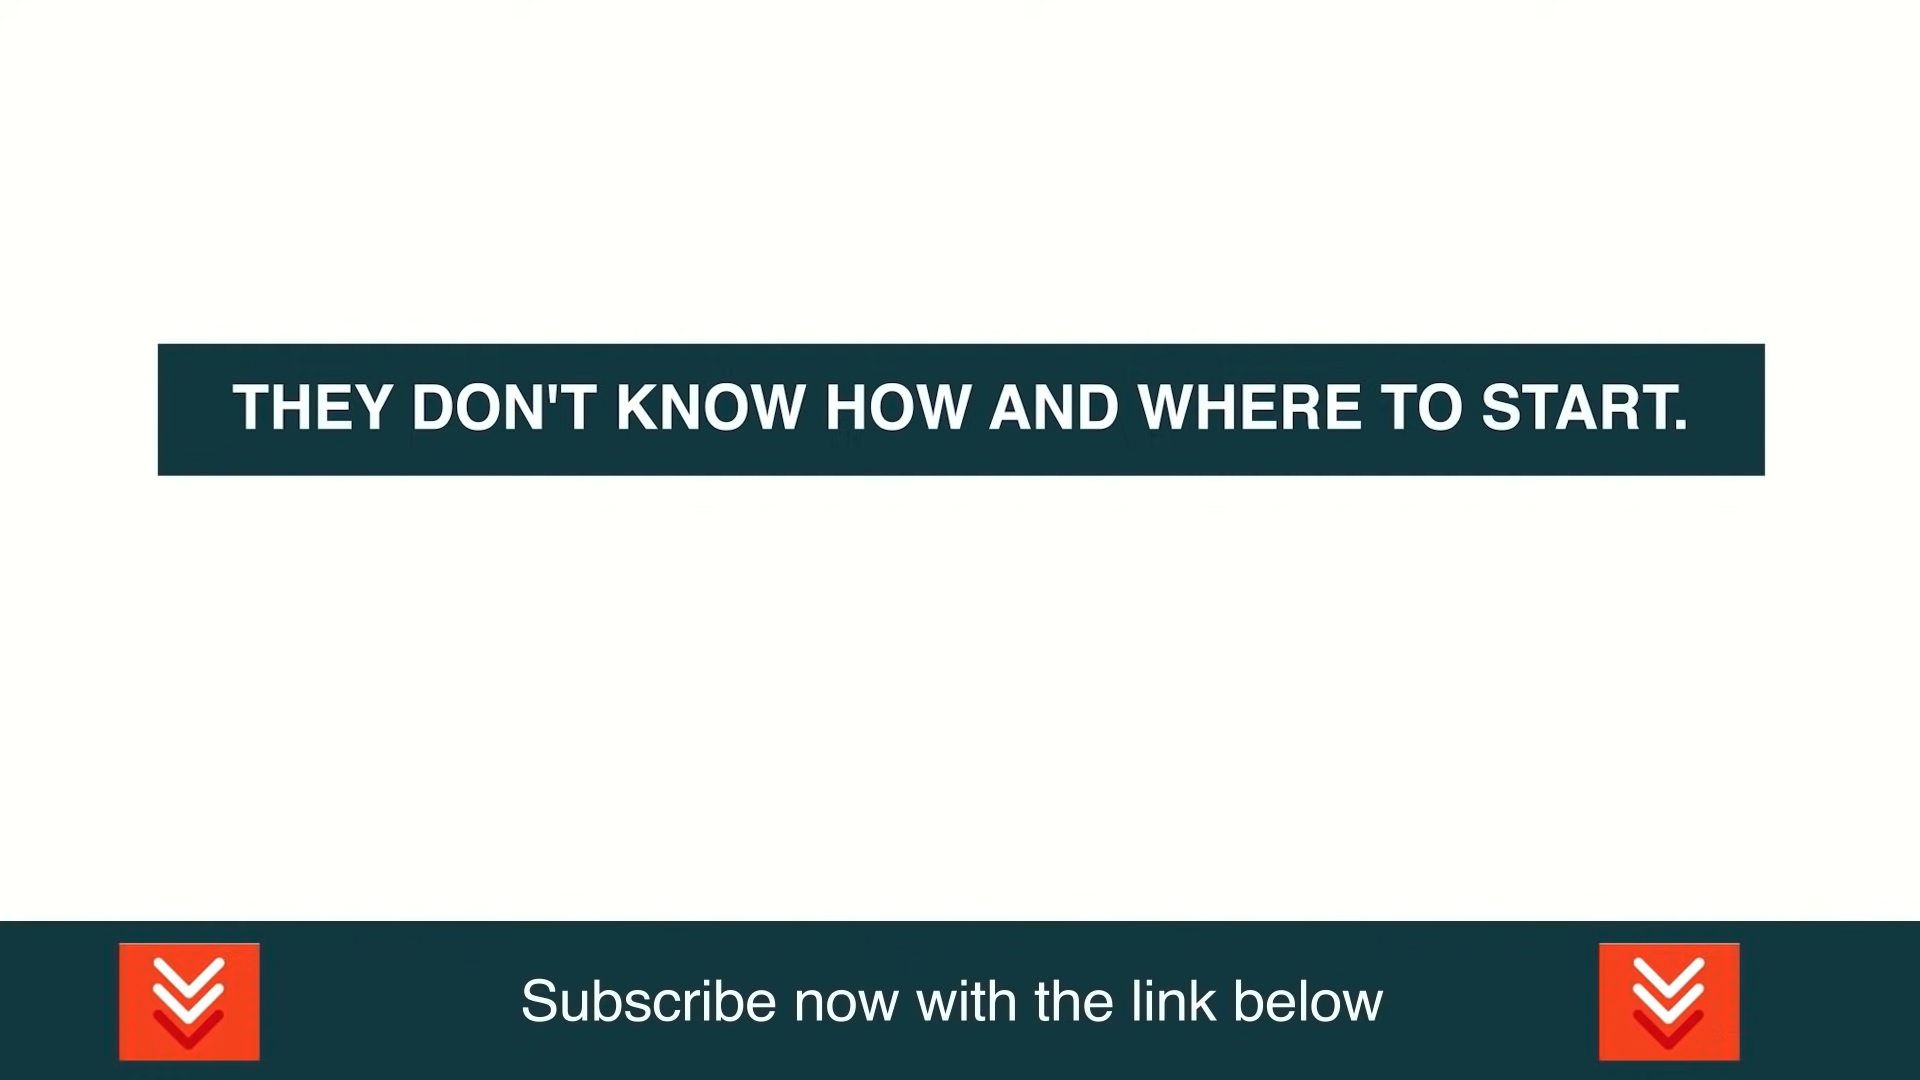 THEY DON'T KNOW HOW AND WHERE TO START.
Subscribe now with the link below